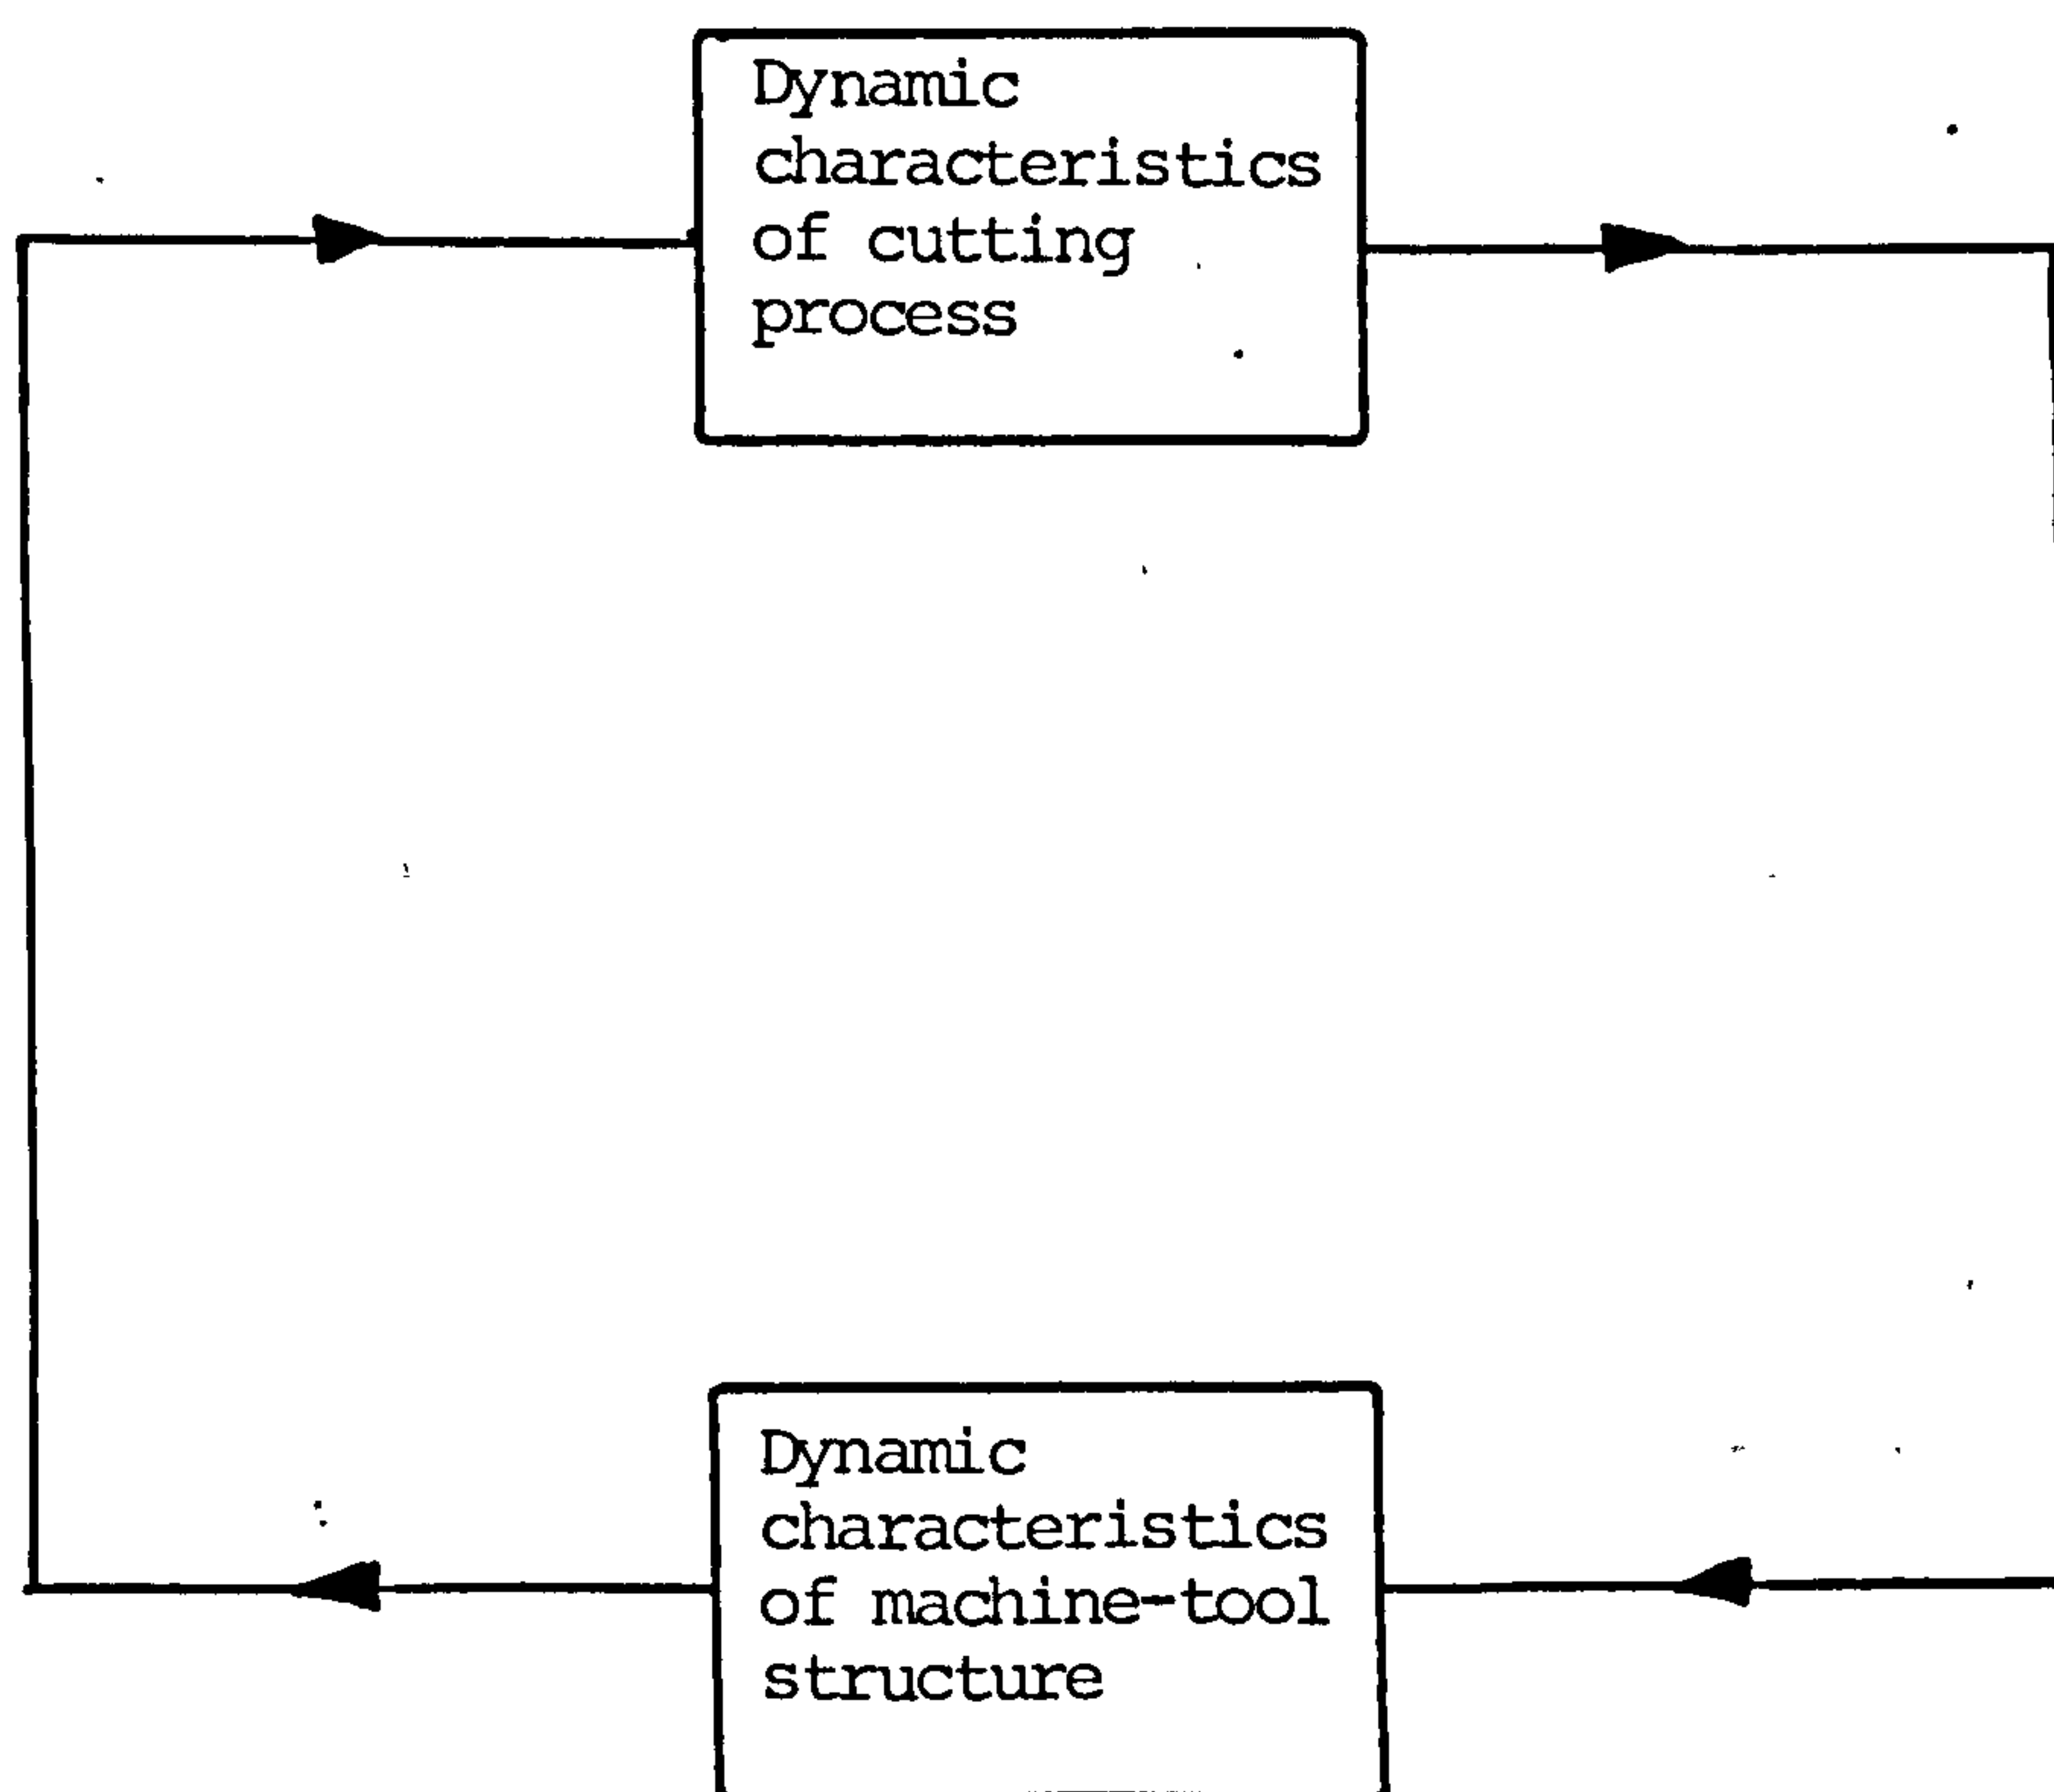 Dynamic
characteristics
of cutting
process
Dynamic
characteristics
of machine-tool
structure